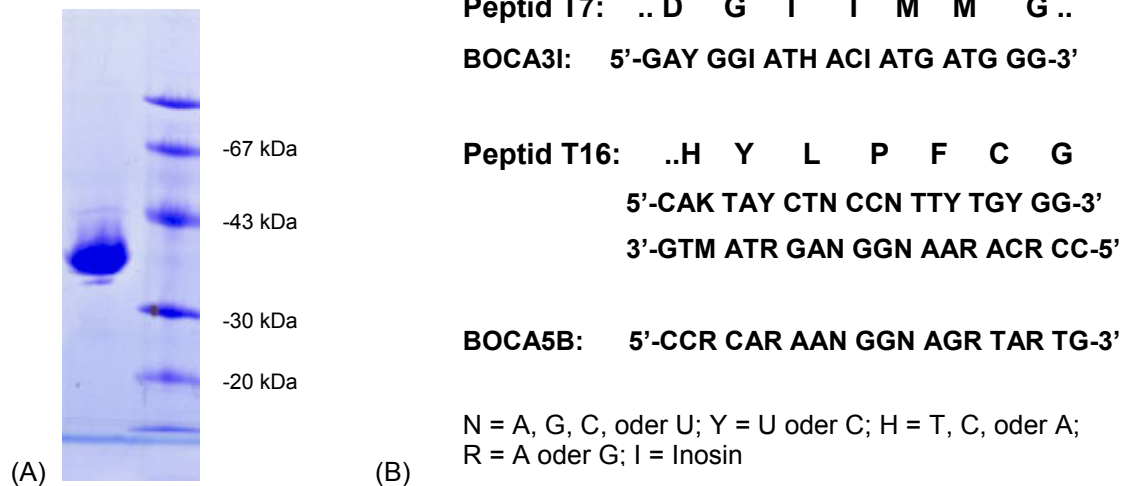 -67 kDa
-43 kDa
-30 kDa
-20 kDa
(A)
Peptid T7: .. D G I T M M G ..
BOCA3I: 5’-GAY GGI ATH ACI ATG ATG GG-3’
Peptid T16: ..H Y L P F C G
5’-CAK TAY CTN CCN TTY TGY GG-3’
3’-GTM ATR GAN GGN AAR ACR CC-5’
BOCA5B: 5’-CCR CAR AAN GGN AGR TAR TG-3’
N = A, G, C, oder U; Y = U oder C; H = T, C, oder A;
R = A oder G; I = Inosin
(B)